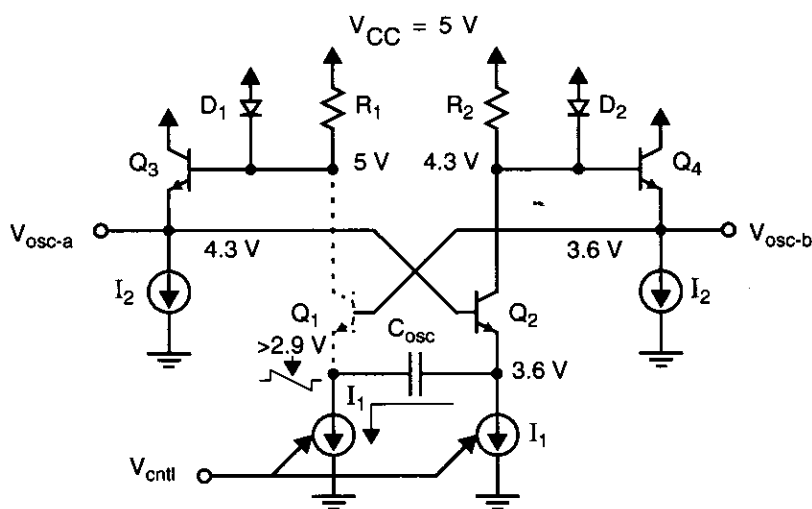 V_CC = 5 V
D_1
R_1
R_2
D_2
Q_3
5 V
4.3 V
Q_4
V_osc-a
4.3 V
3.6 V
V_osc-b
I_2
Q_1
C_osc
Q_2
I_2
>2.9 V
3.6 V
I_1
I_1
V_cntl